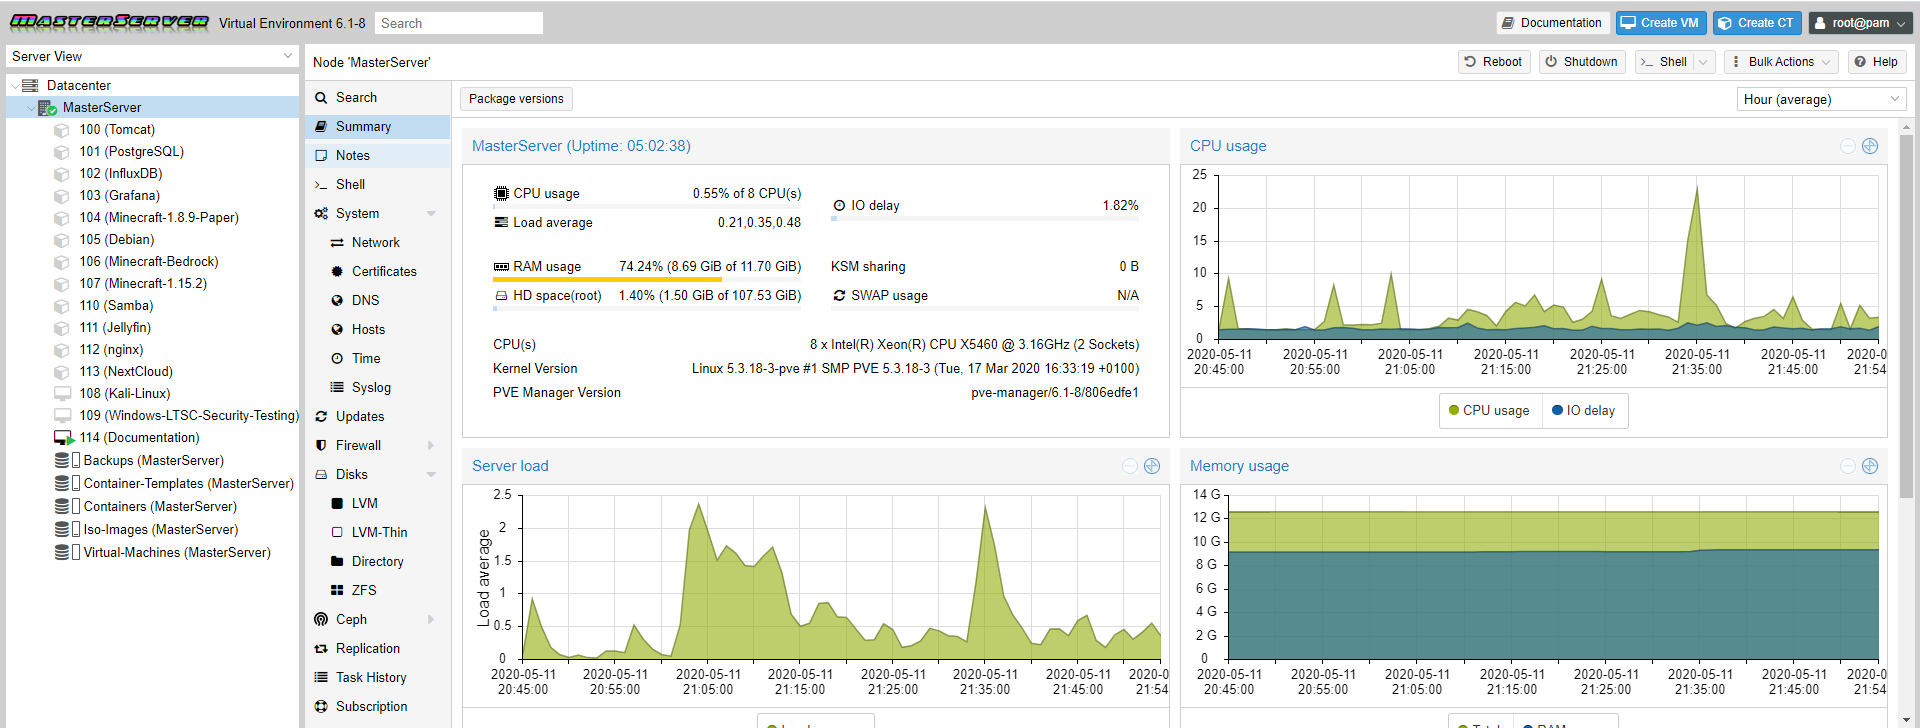 MASTERSERVER Virtual Environment 6.1-8 Search Documentation Create VM Create CT root@pam
Server View
Datacenter
MasterServer
100 (Tomcat)
101 (PostgreSQL)
102 (InfluxDB)
103 (Grafana)
104 (Minecraft-1.8.9-Paper)
105 (Debian)
106 (Minecraft-Bedrock)
107 (Minecraft-1.15.2)
110 (Samba)
111 (Jellyfin)
112 (nginx)
113 (NextCloud)
108 (Kali-Linux)
109 (Windows-LTSC-Security-Testing)
114 (Documentation)
Backups (MasterServer)
Container-Templates (MasterServer)
Containers (MasterServer)
Iso-Images (MasterServer)
Virtual-Machines (MasterServer)
Node 'MasterServer' Reboot Shutdown Shell Bulk Actions Help
Search
Summary
Notes
Shell
System
Network
Certificates
DNS
Hosts
Time
Syslog
Updates
Firewall
Disks
LVM
LVM-Thin
Directory
ZFS
Ceph
Replication
Task History
Subscription
Package versions Hour (average)
MasterServer (Uptime: 05:02:38)
CPU usage 0.55% of 8 CPU(s)
Load average 0.21,0.35,0.48
IO delay 1.82%
RAM usage 74.24% (8.69 GiB of 11.70 GiB)
HD space(root) 1.40% (1.50 GiB of 107.53 GiB)
KSM sharing 0 B
SWAP usage N/A
CPU(s) 8 x Intel(R) Xeon(R) CPU X5460 @ 3.16GHz (2 Sockets)
Kernel Version Linux 5.3.18-3-pve #1 SMP PVE 5.3.18-3 (Tue, 17 Mar 2020 16:33:19 +0100)
PVE Manager Version pve-manager/6.1-8/806edfe1
CPU usage
25
20
15
10
5
0
2020-05-11 2020-05-11 2020-05-11 2020-05-11 2020-05-11 2020-05-11 2020-05-11 2020-0
20:45:00 20:55:00 21:05:00 21:15:00 21:25:00 21:35:00 21:45:00 21:54
CPU usage IO delay
Server load
Load average
2.5
2
1.5
1
0.5
0
2020-05-11 2020-05-11 2020-05-11 2020-05-11 2020-05-11 2020-05-11 2020-05-11 2020-0
20:45:00 20:55:00 21:05:00 21:15:00 21:25:00 21:35:00 21:45:00 21:54
Memory usage
14 G
12 G
10 G
8 G
6 G
4 G
2 G
0
2020-05-11 2020-05-11 2020-05-11 2020-05-11 2020-05-11 2020-05-11 2020-05-11 2020-0
20:45:00 20:55:00 21:05:00 21:15:00 21:25:00 21:35:00 21:45:00 21:54